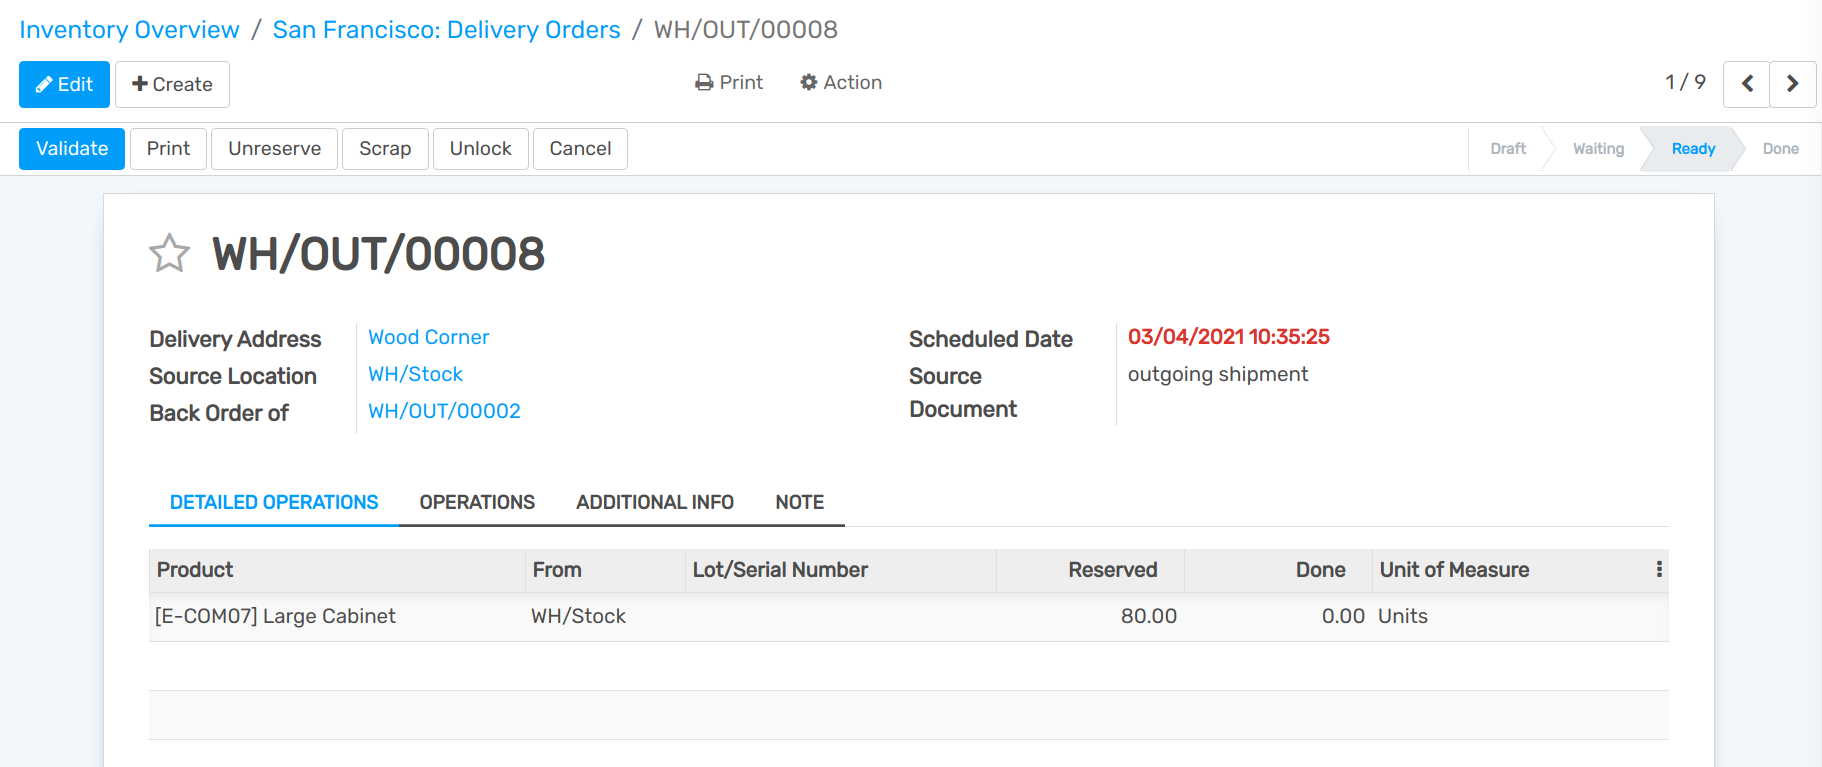 Inventory Overview / San Francisco: Delivery Orders / WH/OUT/00008
Edit Create Print Action 1 / 9
Validate Print Unreserve Scrap Unlock Cancel Draft Waiting Ready Done
WH/OUT/00008
Delivery Address Wood Corner Scheduled Date 03/04/2021 10:35:25
Source Location WH/Stock Source Document outgoing shipment
Back Order of WH/OUT/00002
DETAILED OPERATIONS OPERATIONS ADDITIONAL INFO NOTE
Product From Lot/Serial Number Reserved Done Unit of Measure
[E-COM07] Large Cabinet WH/Stock 80.00 0.00 Units